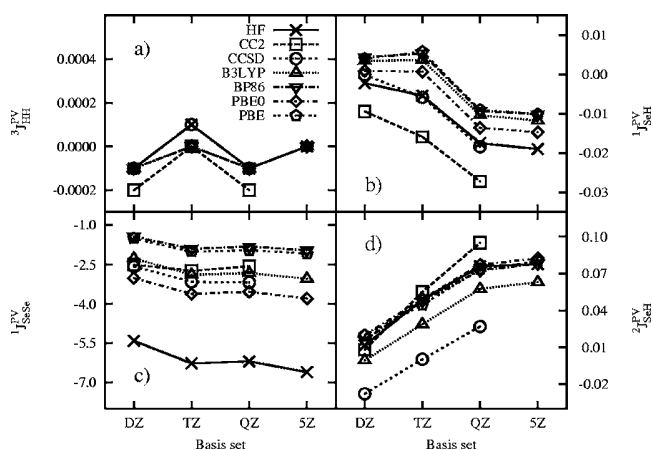 HF
CC2
CCSD
B3LYP
BP86
PBE0
PBE
a)
b)
c)
d)
0.0004
0.0002
0.0000
-0.0002
³J^PV_HH
0.01
0.00
-0.01
-0.02
-0.03
¹J^PV_SeH
-1.0
-2.5
-4.0
-5.5
-7.0
¹J^PV_SeSe
0.10
0.07
0.04
0.01
-0.02
²J^PV_SeH
DZ TZ QZ 5Z
DZ TZ QZ 5Z
Basis set
Basis set